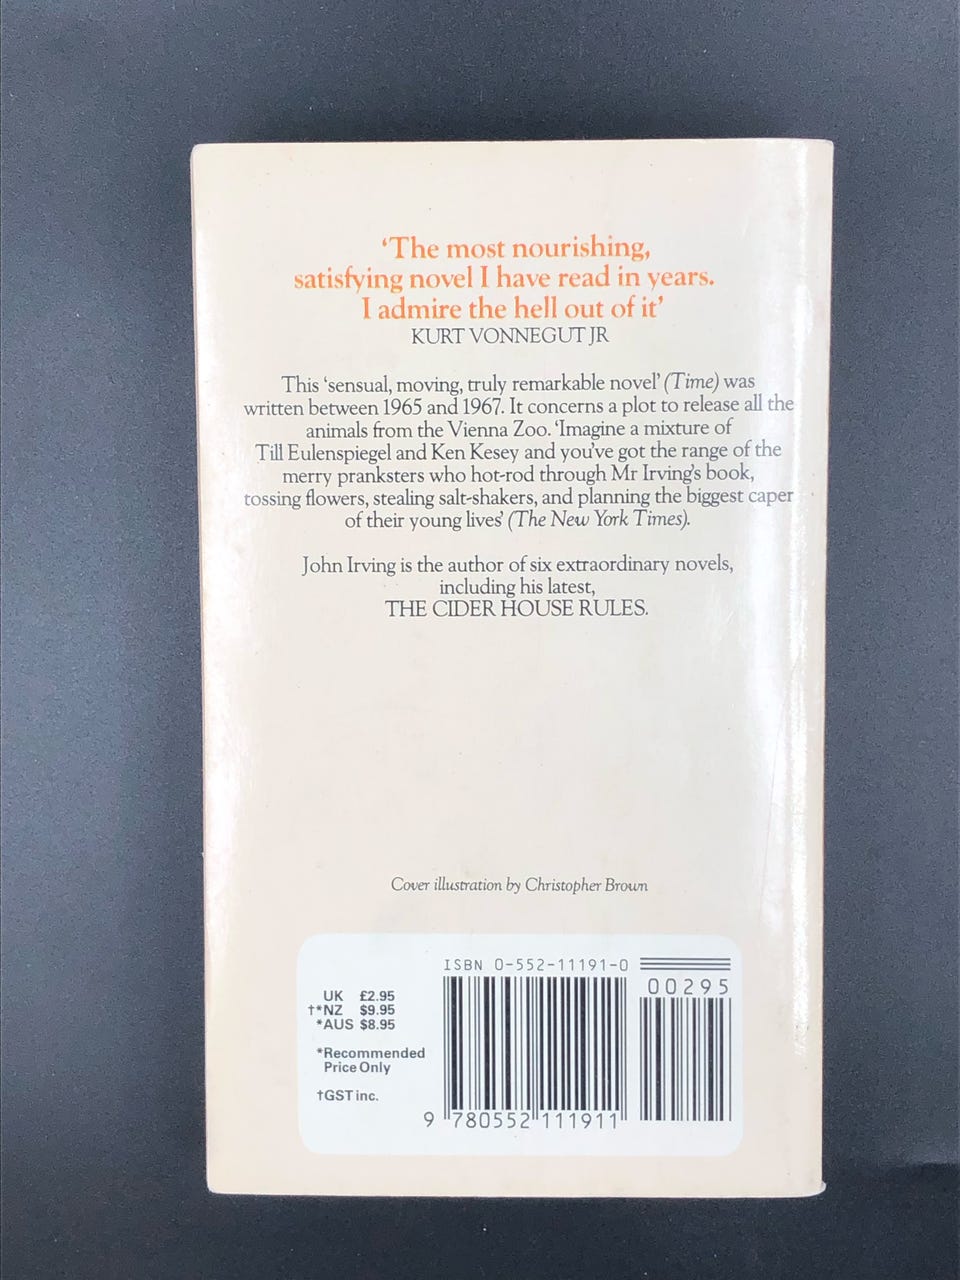 ‘The most nourishing,
satisfying novel I have read in years.
I admire the hell out of it’
KURT VONNEGUT JR
This ‘sensual, moving, truly remarkable novel’ (Time) was
written between 1965 and 1967. It concerns a plot to release all the
animals from the Vienna Zoo. ‘Imagine a mixture of
Till Eulenspiegel and Ken Kesey and you’ve got the range of the
merry pranksters who hot-rod through Mr Irving’s book,
tossing flowers, stealing salt-shakers, and planning the biggest caper
of their young lives’ (The New York Times).
John Irving is the author of six extraordinary novels,
including his latest,
THE CIDER HOUSE RULES.
Cover illustration by Christopher Brown
ISBN 0-552-11191-0
00295
UK £2.95
†*NZ $9.95
*AUS $8.95
*Recommended
Price Only
†GST inc.
9 780552 111911